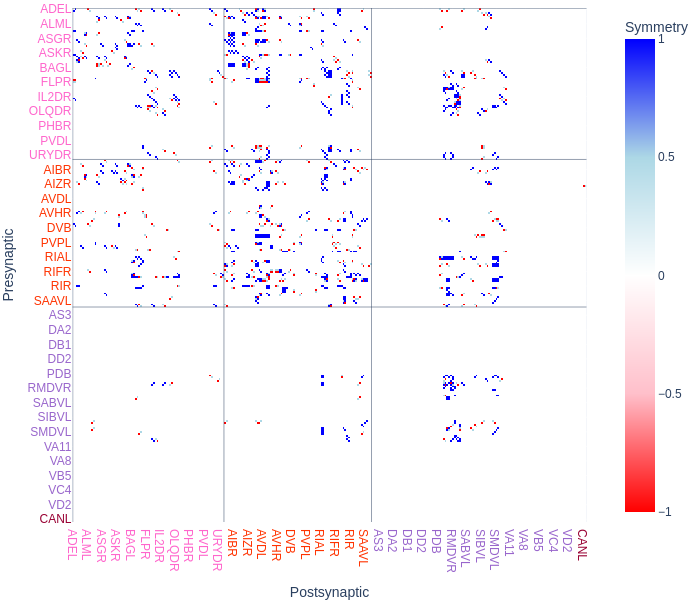 Symmetry
1
0.5
0
−0.5
−1
Presynaptic
ADEL
ALML
ASGR
ASKR
BAGL
FLPR
IL2DR
OLQDR
PHBR
PVDL
URYDR
AIBR
AIZR
AVDL
AVHR
DVB
PVPL
RIAL
RIFR
RIR
SAAVL
AS3
DA2
DB1
DD2
PDB
RMDVR
SABVL
SIBVL
SMDVL
VA11
VA8
VB5
VC4
VD2
CANL
ADEL ALML ASGR ASKR BAGL FLPR IL2DR OLQDR PHBR PVDL URYDR AIBR AIZR AVDL AVHR DVB PVPL RIAL RIFR RIR SAAVL AS3 DA2 DB1 DD2 PDB RMDVR SABVL SIBVL SMDVL VA11 VA8 VB5 VC4 VD2 CANL
Postsynaptic